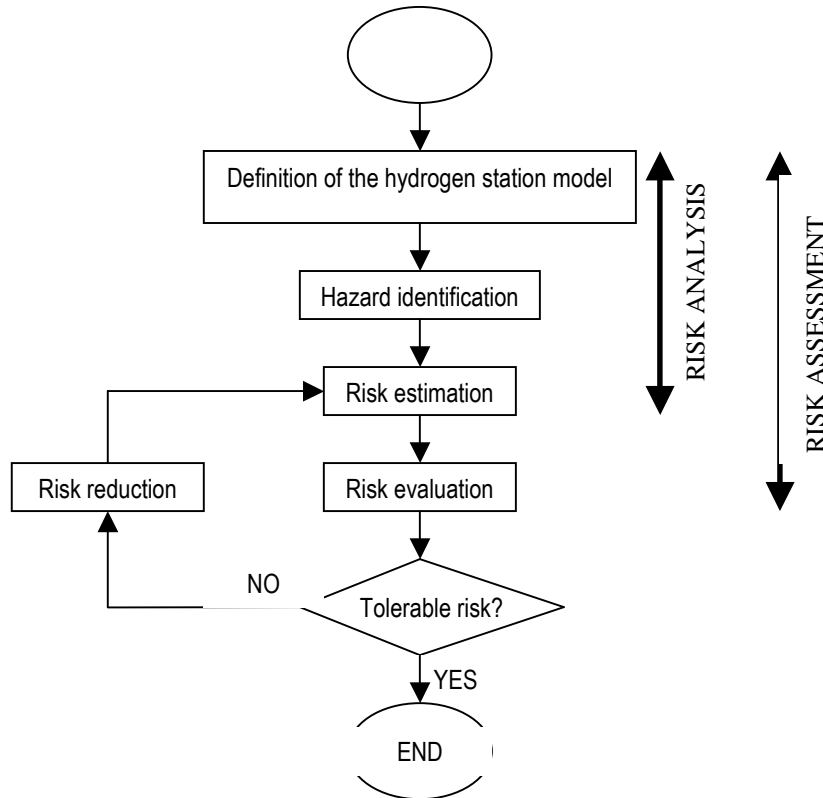 Definition of the hydrogen station model
Hazard identification
Risk estimation
Risk reduction
Risk evaluation
NO
Tolerable risk?
YES
END
RISK ANALYSIS
RISK ASSESSMENT